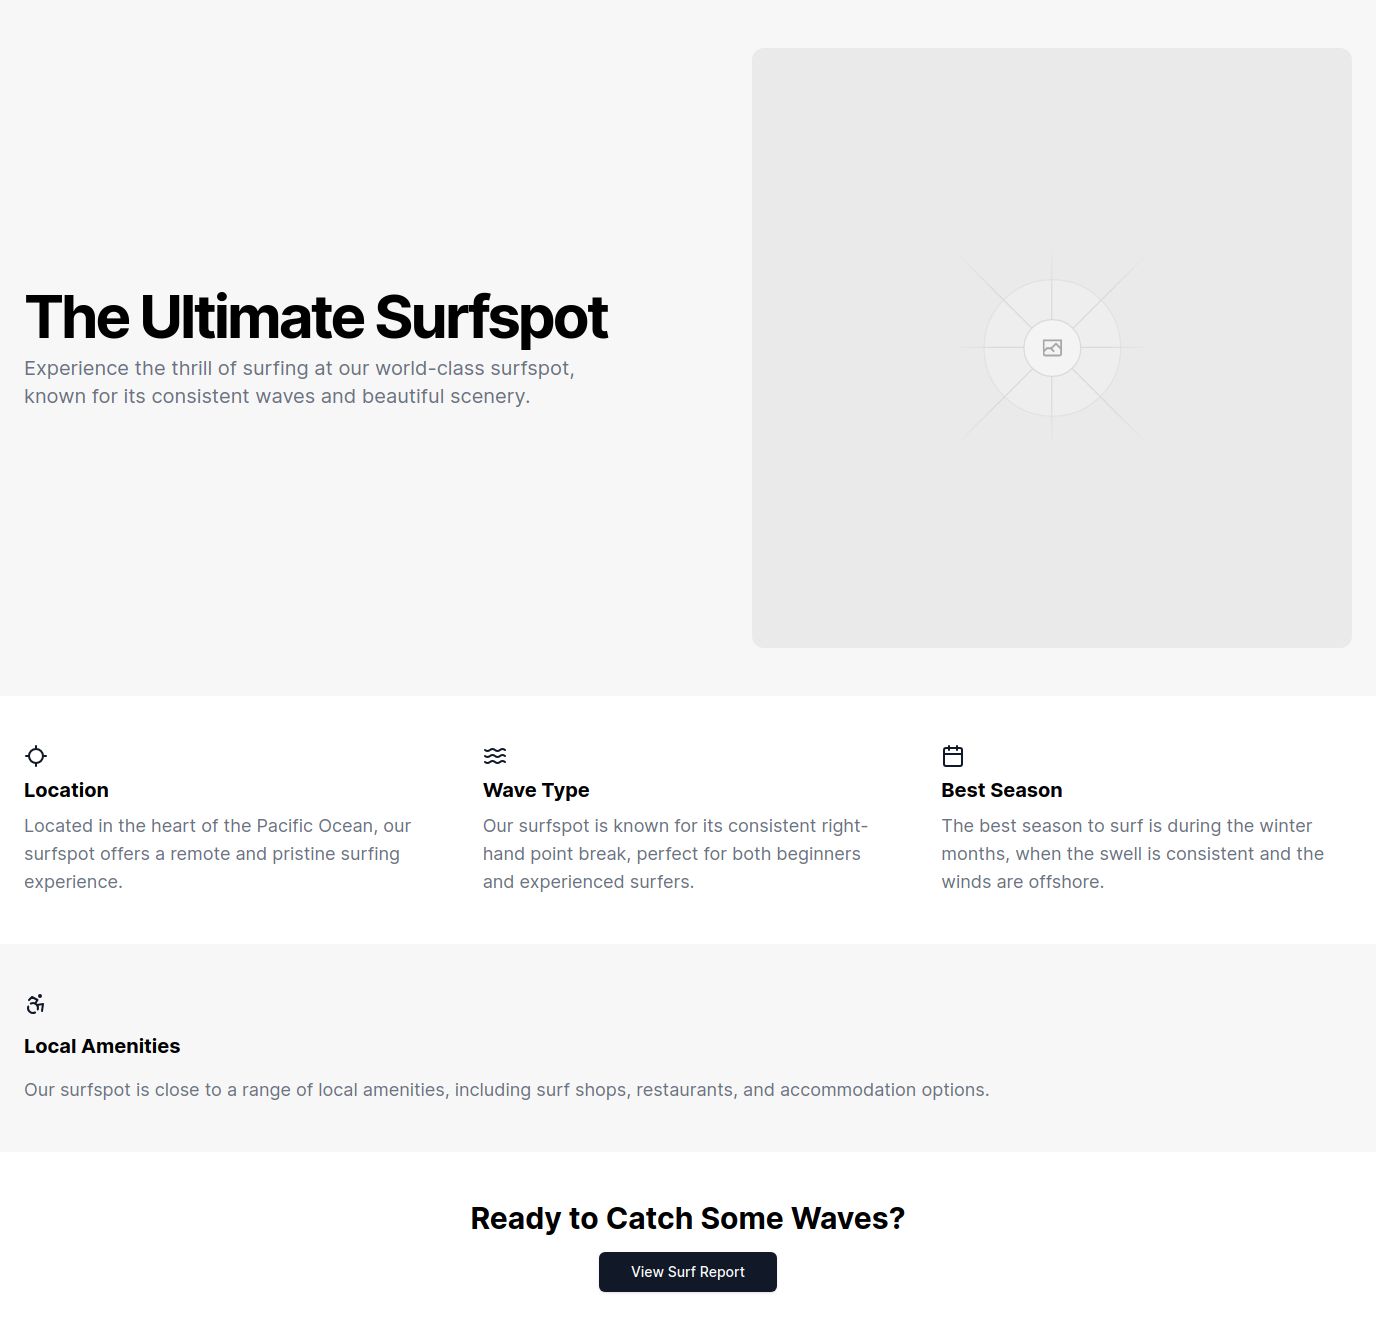 The Ultimate Surfspot
Experience the thrill of surfing at our world-class surfspot,
known for its consistent waves and beautiful scenery.
Location
Located in the heart of the Pacific Ocean, our
surfspot offers a remote and pristine surfing
experience.
Wave Type
Our surfspot is known for its consistent right-
hand point break, perfect for both beginners
and experienced surfers.
Best Season
The best season to surf is during the winter
months, when the swell is consistent and the
winds are offshore.
Local Amenities
Our surfspot is close to a range of local amenities, including surf shops, restaurants, and accommodation options.
Ready to Catch Some Waves?
View Surf Report